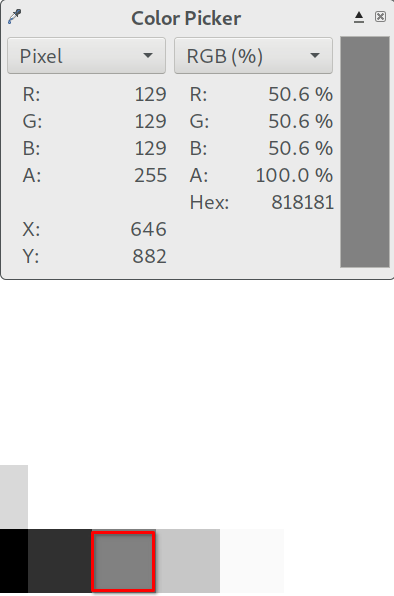 Color Picker
Pixel RGB (%)
R: 129 R: 50.6 %
G: 129 G: 50.6 %
B: 129 B: 50.6 %
A: 255 A: 100.0 %
Hex: 818181
X: 646
Y: 882